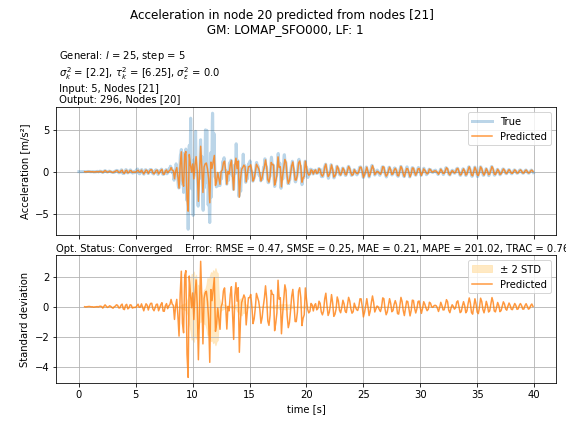 Acceleration in node 20 predicted from nodes [21]
GM: LOMAP_SFO000, LF: 1
General: l = 25, step = 5
σ²ₖ = [2.2], τ²ₖ = [6.25], σ²ε = 0.0
Input: 5, Nodes [21]
Output: 296, Nodes [20]
Acceleration [m/s²]
5
0
−5
True
Predicted
Opt. Status: Converged Error: RMSE = 0.47, SMSE = 0.25, MAE = 0.21, MAPE = 201.02, TRAC = 0.76
Standard deviation
2
0
−2
−4
± 2 STD
Predicted
0 5 10 15 20 25 30 35 40
time [s]